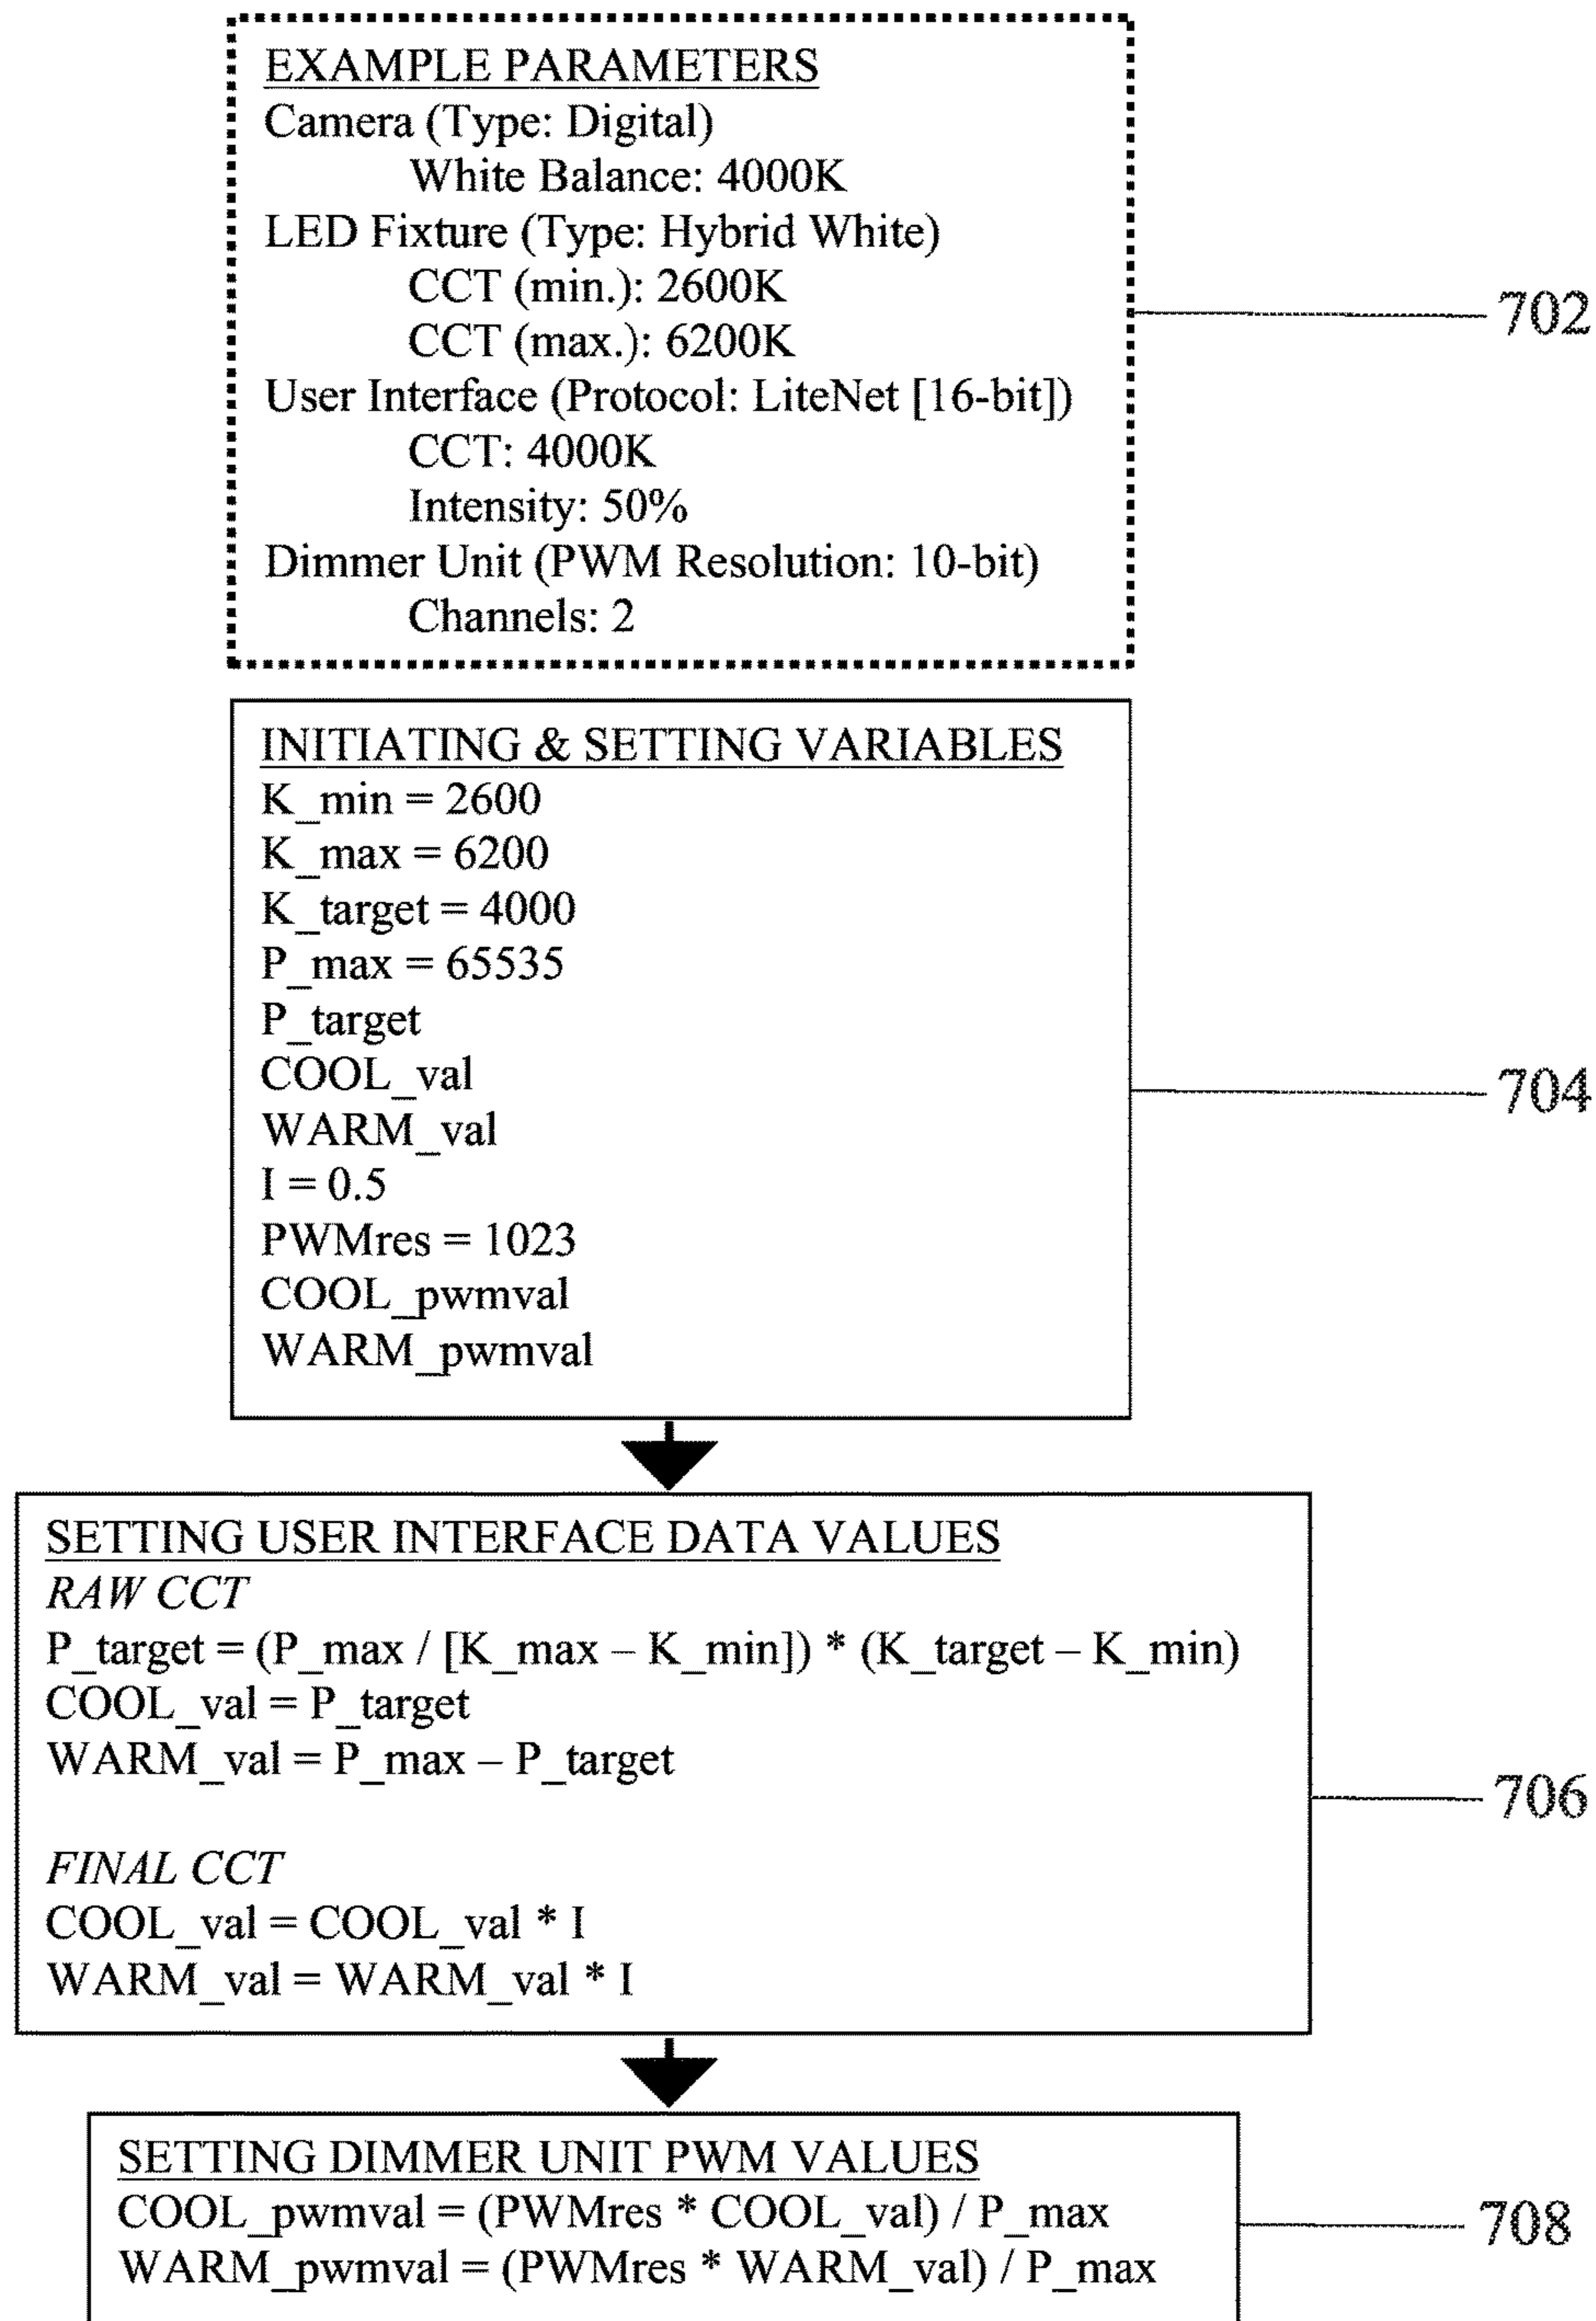 EXAMPLE PARAMETERS
Camera (Type: Digital)
White Balance: 4000K
LED Fixture (Type: Hybrid White)
CCT (min.): 2600K
CCT (max.): 6200K
User Interface (Protocol: LiteNet [16-bit])
CCT: 4000K
Intensity: 50%
Dimmer Unit (PWM Resolution: 10-bit)
Channels: 2
702
INITIATING & SETTING VARIABLES
K_min = 2600
K_max = 6200
K_target = 4000
P_max = 65535
P_target
COOL_val
WARM_val
I = 0.5
PWMres = 1023
COOL_pwmval
WARM_pwmval
704
SETTING USER INTERFACE DATA VALUES
RAW CCT
P_target = (P_max / [K_max – K_min]) * (K_target – K_min)
COOL_val = P_target
WARM_val = P_max – P_target
FINAL CCT
COOL_val = COOL_val * I
WARM_val = WARM_val * I
706
SETTING DIMMER UNIT PWM VALUES
COOL_pwmval = (PWMres * COOL_val) / P_max
WARM_pwmval = (PWMres * WARM_val) / P_max
708